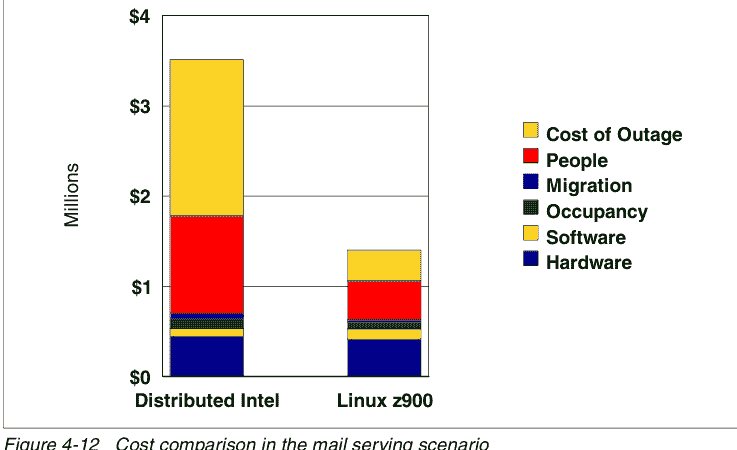 $4
$3
$2
$1
$0
Millions
Distributed Intel
Linux z900
Cost of Outage
People
Migration
Occupancy
Software
Hardware
Figure 4-12   Cost comparison in the mail serving scenario